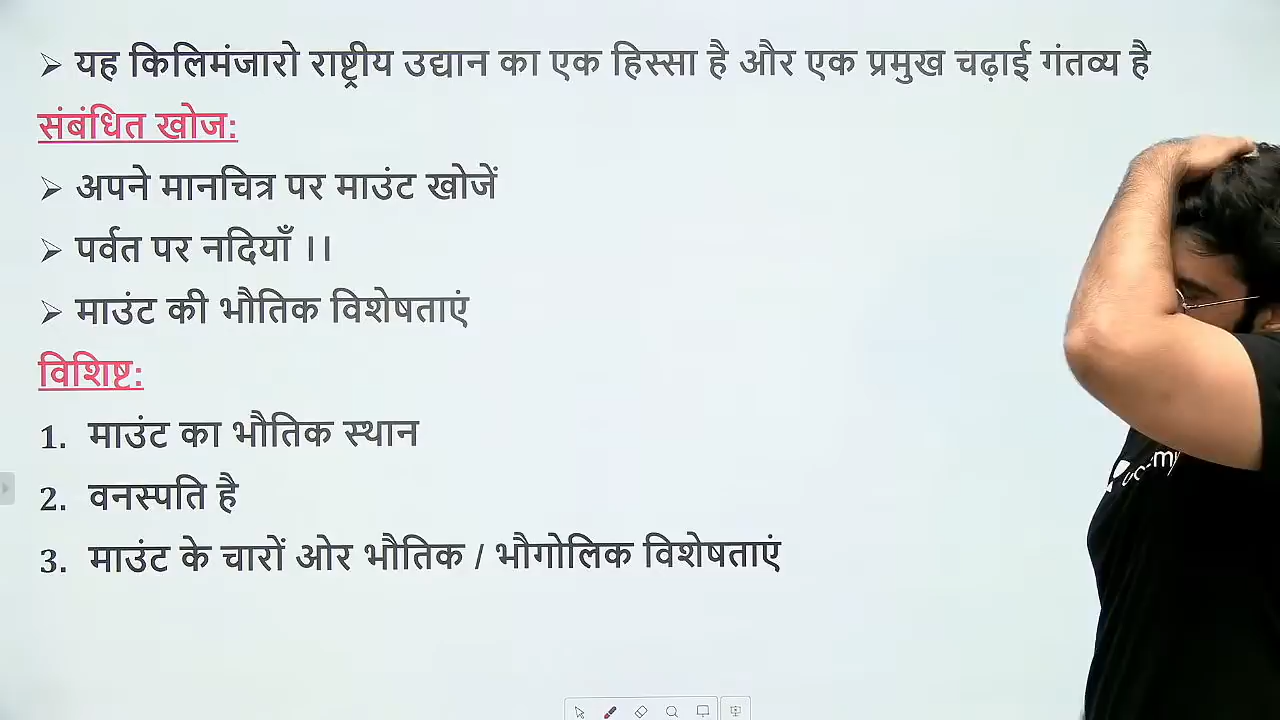 ➢ यह किलिमंजारो राष्ट्रीय उद्यान का एक हिस्सा है और एक प्रमुख चढ़ाई गंतव्य है
संबंधित खोज:
➢ अपने मानचित्र पर माउंट खोजें
➢ पर्वत पर नदियाँ ।।
➢ माउंट की भौतिक विशेषताएं
विशिष्ट:
1. माउंट का भौतिक स्थान
2. वनस्पति है
3. माउंट के चारों ओर भौतिक / भौगोलिक विशेषताएं